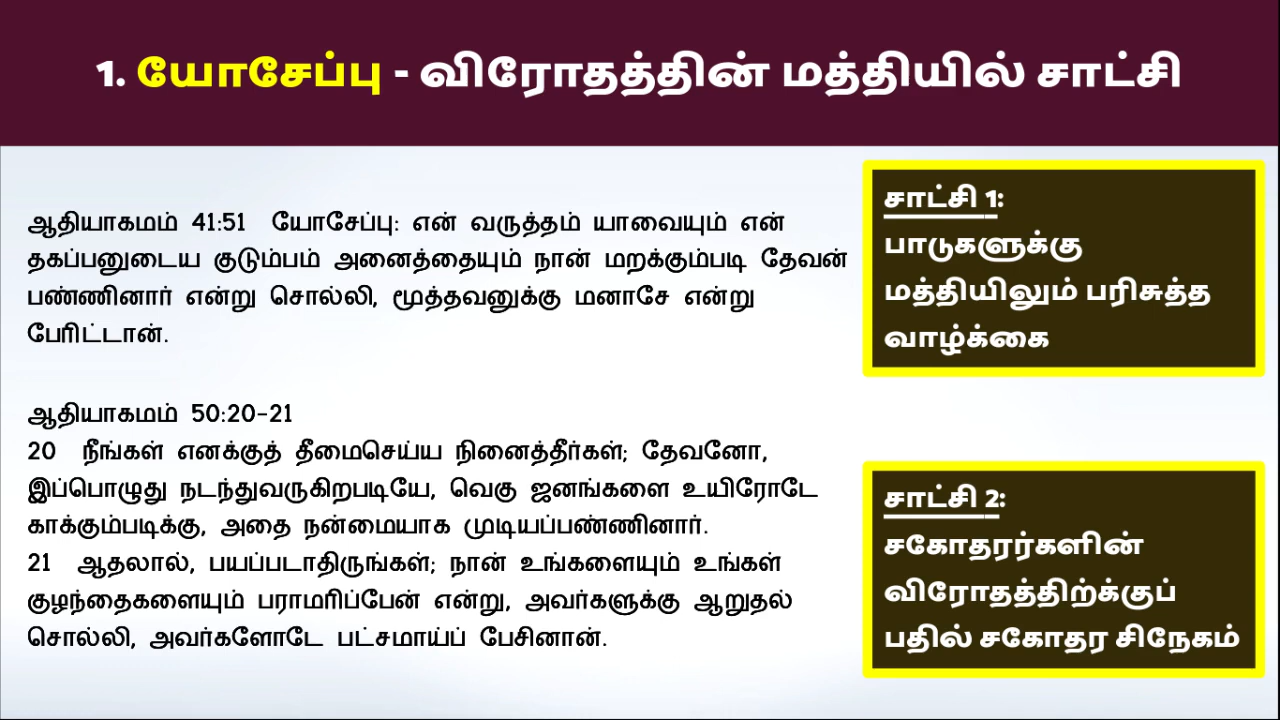 1. யோசேப்பு - விரோதத்தின் மத்தியில் சாட்சி
ஆதியாகமம் 41:51 யோசேப்பு: என் வருத்தம் யாவையும் என்
தகப்பனுடைய குடும்பம் அனைத்தையும் நான் மறக்கும்படி தேவன்
பண்ணினார் என்று சொல்லி, மூத்தவனுக்கு மனாசே என்று
பேரிட்டான்.
ஆதியாகமம் 50:20-21
20 நீங்கள் எனக்குத் தீமைசெய்ய நினைத்தீர்கள்; தேவனோ,
இப்பொழுது நடந்துவருகிறபடியே, வெகு ஜனங்களை உயிரோடே
காக்கும்படிக்கு, அதை நன்மையாக முடியப்பண்ணினார்.
21 ஆதலால், பயப்படாதிருங்கள்; நான் உங்களையும் உங்கள்
குழந்தைகளையும் பராமரிப்பேன் என்று, அவர்களுக்கு ஆறுதல்
சொல்லி, அவர்களோடே பட்சமாய்ப் பேசினான்.
சாட்சி 1:
பாடுகளுக்கு
மத்தியிலும் பரிசுத்த
வாழ்க்கை
சாட்சி 2:
சகோதரர்களின்
விரோதத்திற்க்குப்
பதில் சகோதர சிநேகம்